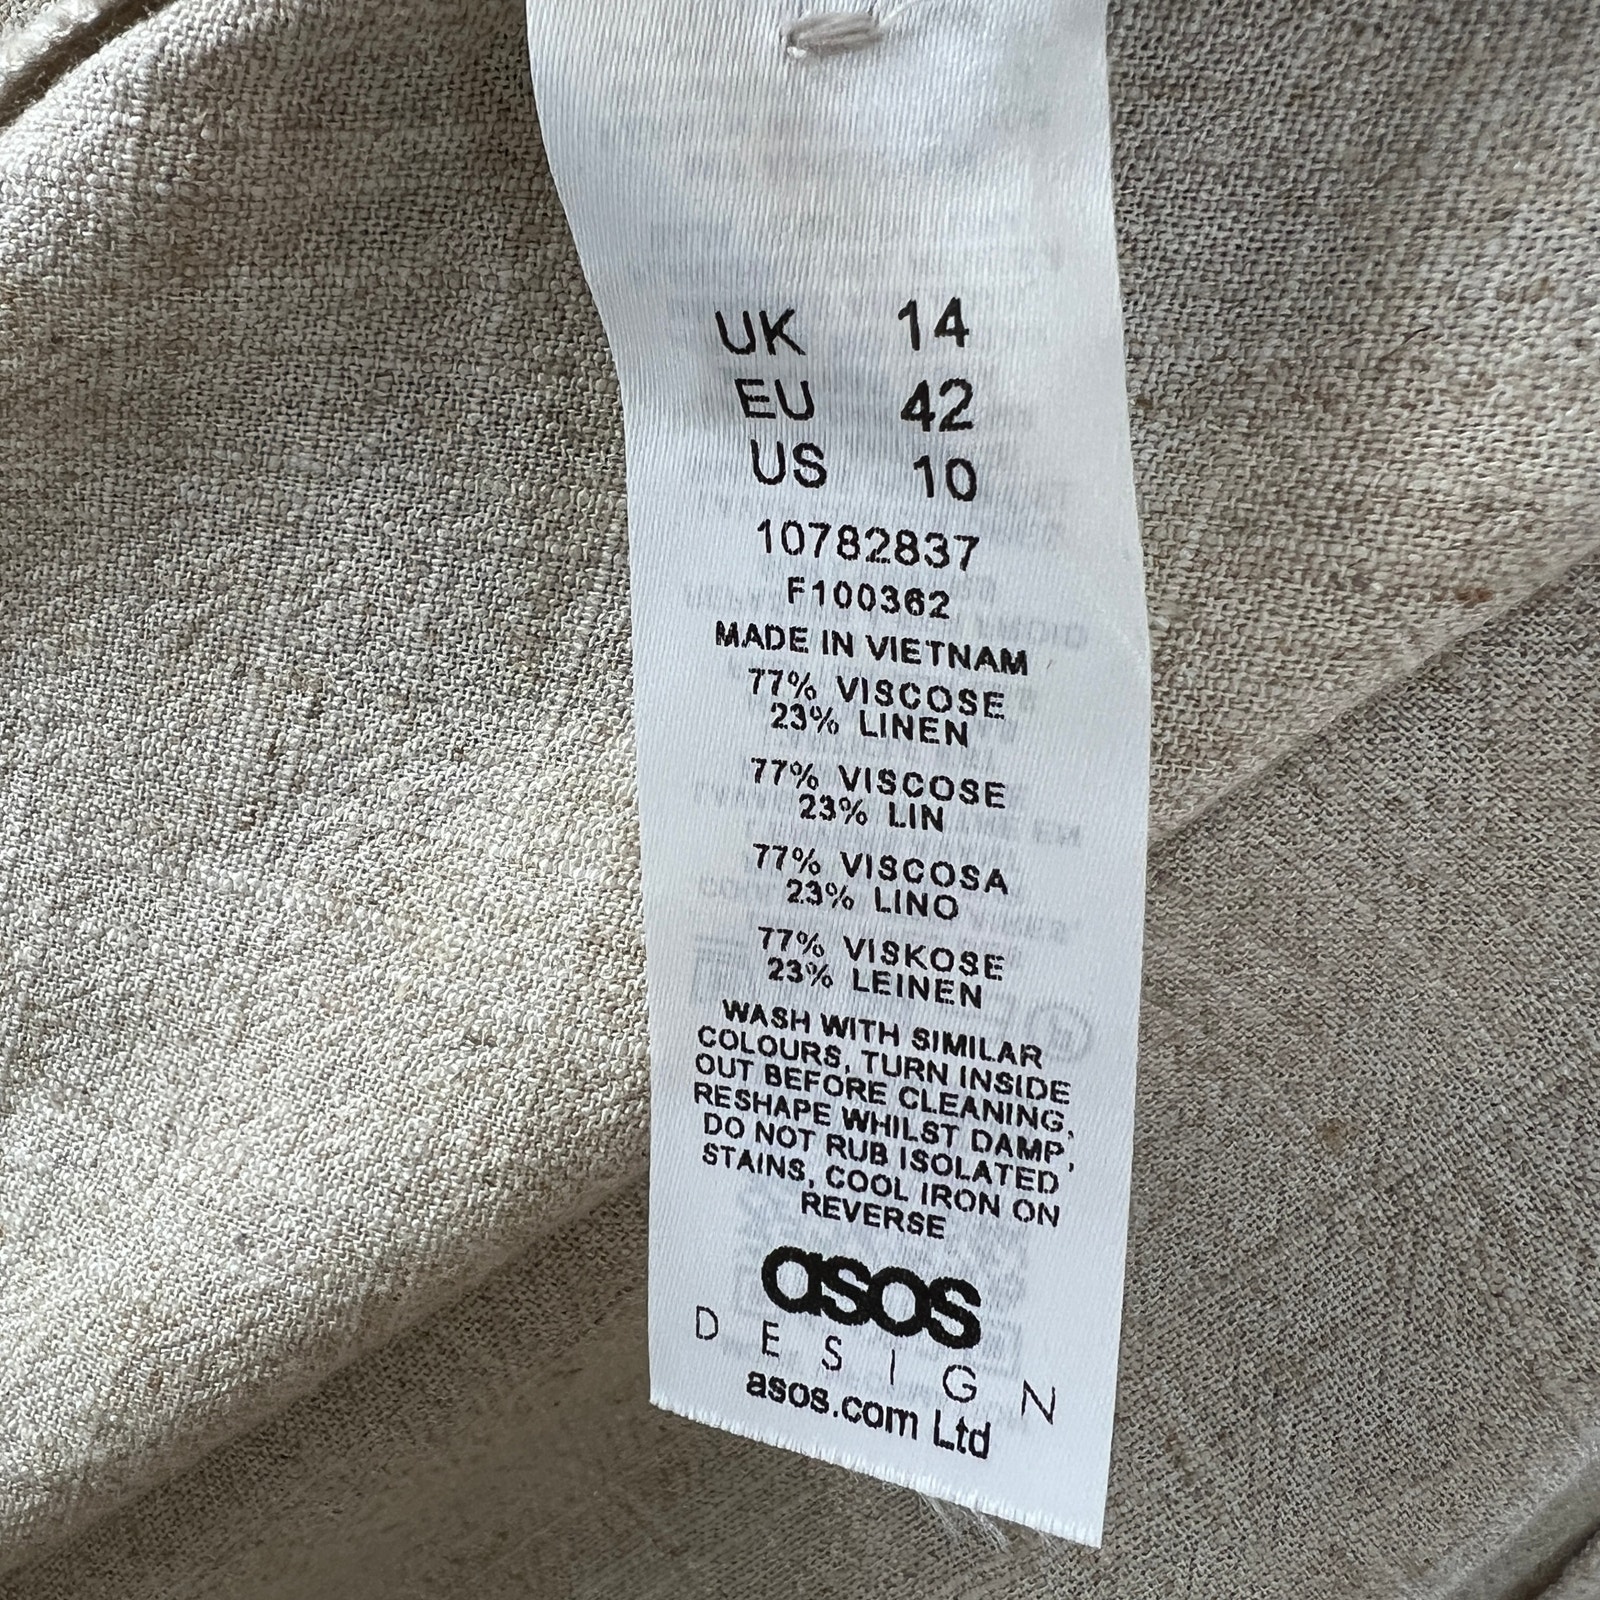 UK 14
EU 42
US 10
10782837
F100362
MADE IN VIETNAM
77% VISCOSE
23% LINEN
77% VISCOSE
23% LIN
77% VISCOSA
23% LINO
77% VISKOSE
23% LEINEN
WASH WITH SIMILAR
COLOURS, TURN INSIDE
OUT BEFORE CLEANING,
RESHAPE WHILST DAMP,
DO NOT RUB ISOLATED
STAINS, COOL IRON ON
REVERSE
asos
DESIGN
asos.com Ltd